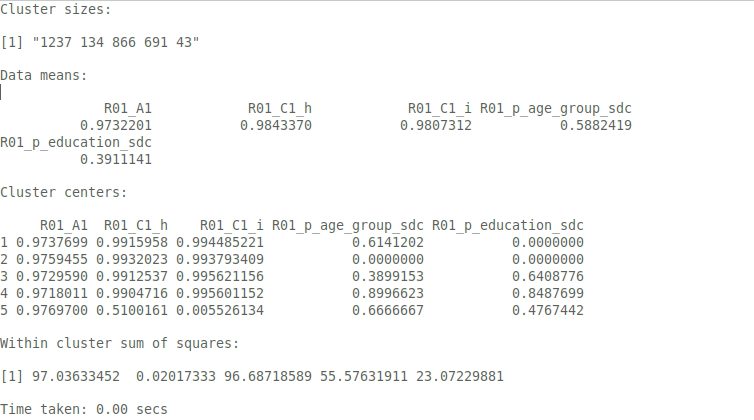 Cluster sizes:
[1] "1237 134 866 691 43"
Data means:
R01_A1 R01_C1_h R01_C1_i R01_p_age_group_sdc
0.9732201 0.9843370 0.9807312 0.5882419
R01_p_education_sdc
0.3911141
Cluster centers:
R01_A1 R01_C1_h R01_C1_i R01_p_age_group_sdc R01_p_education_sdc
1 0.9737699 0.9915958 0.994485221 0.6141202 0.0000000
2 0.9759455 0.9932023 0.993793409 0.0000000 0.0000000
3 0.9729590 0.9912537 0.995621156 0.3899153 0.6408776
4 0.9718011 0.9904716 0.995601152 0.8996623 0.8487699
5 0.9769700 0.5100161 0.005526134 0.6666667 0.4767442
Within cluster sum of squares:
[1] 97.03633452 0.02017333 96.68718589 55.57631911 23.07229881
Time taken: 0.00 secs